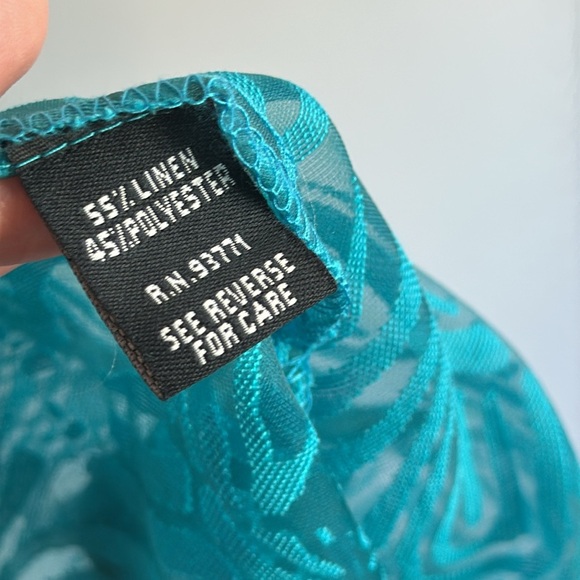 55% LINEN
45%POLYESTER
R.N.93771
SEE REVERSE
FOR CARE